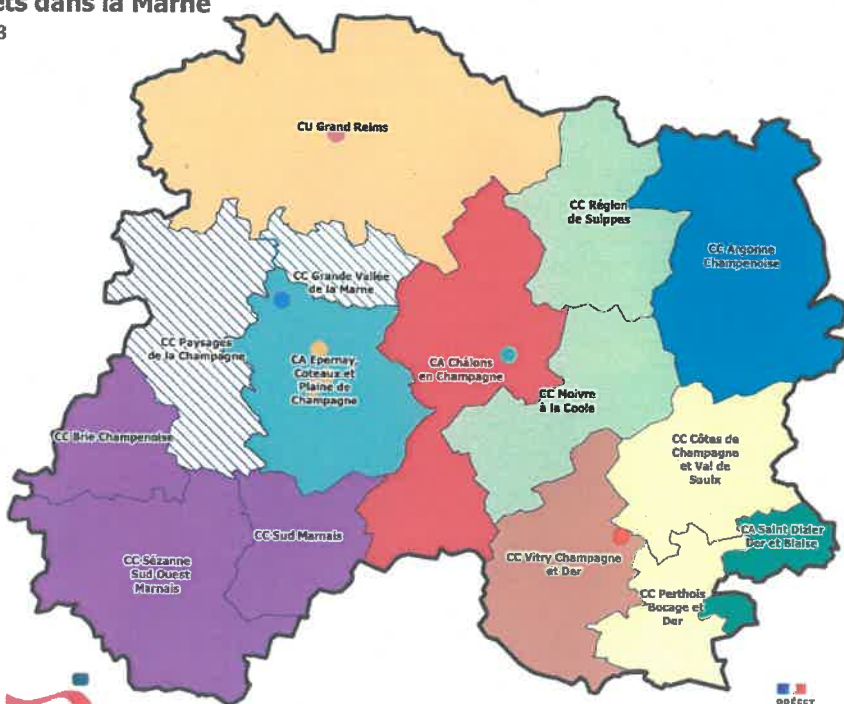 ets dans la Marne
3
CU Grand Reims
CC Région
de Suippes
CC Argonne
Champenoise
CC Grande Vallée
de la Marne
CC Paysages
de la Champagne
CA Epernay,
Coteaux et
Plaine de
Champagne
CA Châlons
en Champagne
CC Moivre
à la Coole
CC Brie Champenoise
CC Côtes de
Champagne
et Val de
Saulx
CA Saint Dizier
Der et Blaise
CC Sud Marnais
CC Sézanne
Sud Ouest
Marnais
CC Vitry Champagne
et Der
CC Perthois
Bocage et
Der
PRÉFET